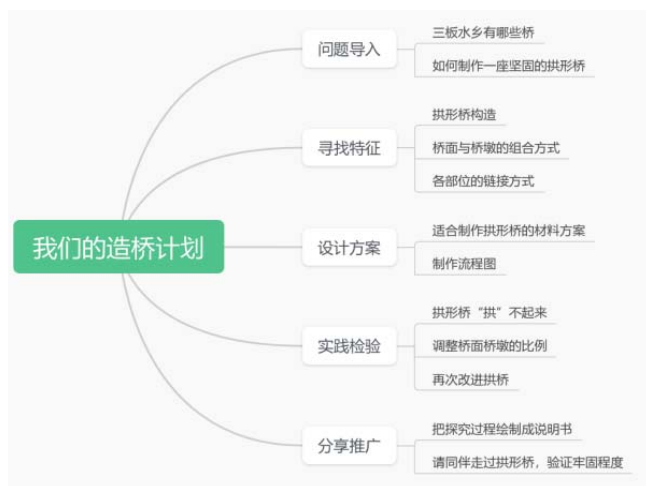 我们的造桥计划
问题导入
三板水乡有哪些桥
如何制作一座坚固的拱形桥
寻找特征
拱形桥构造
桥面与桥墩的组合方式
各部位的链接方式
设计方案
适合制作拱形桥的材料方案
制作流程图
实践检验
拱形桥“拱”不起来
调整桥面桥墩的比例
再次改进拱桥
分享推广
把探究过程绘制成说明书
请同伴走过拱形桥，验证牢固程度